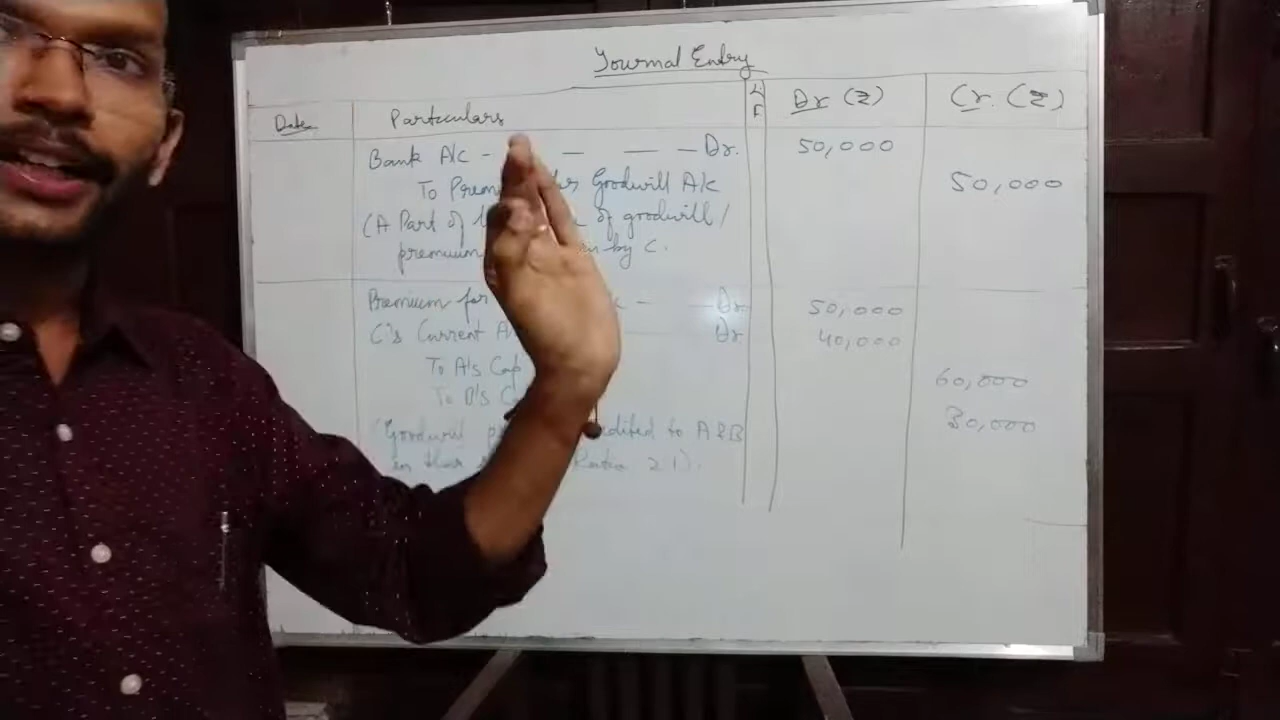 Journal Entry
Date
Particulars
L
F
Dr (₹)
Cr. (₹)
Bank A/c - — — - Dr. 50,000
To Goodwill A/c 50,000
(A Part of of goodwill/
premium by C.
Premium for - Dr 50,000
C's Current Dr 40,000
To A's Cap 60,000
To B's 30,000
(Goodwill to A & B
in Ratio 2:1).